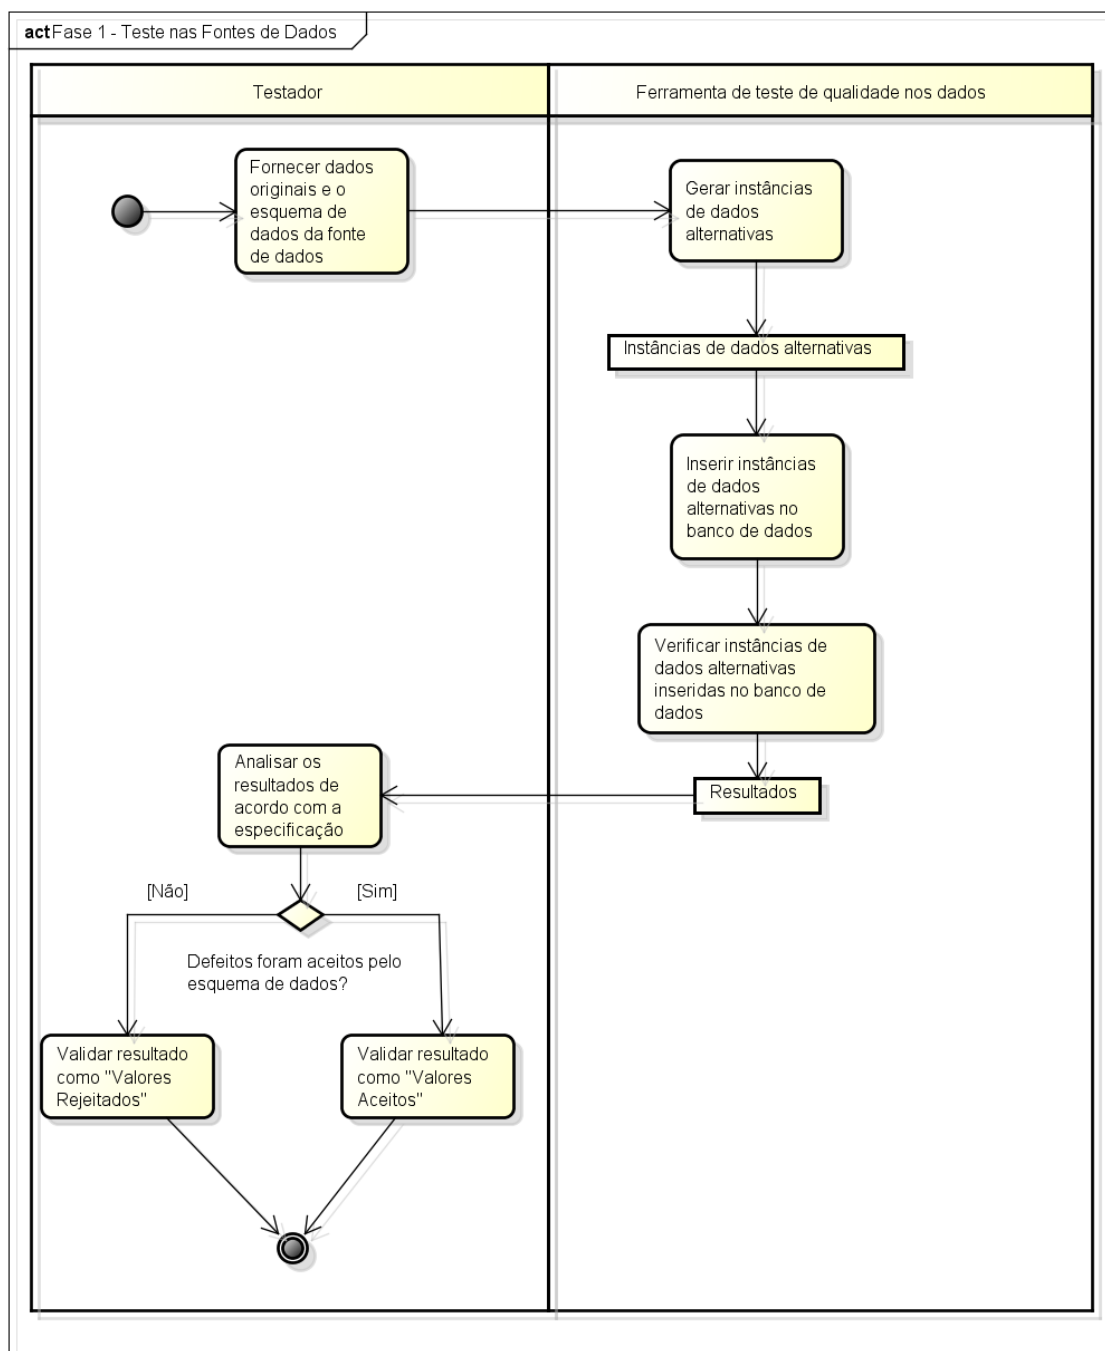 act Fase 1 - Teste nas Fontes de Dados
Testador
Ferramenta de teste de qualidade nos dados
Fornecer dados
originais e o
esquema de
dados da fonte
de dados
Gerar instâncias
de dados
alternativas
Instâncias de dados alternativas
Inserir instâncias
de dados
alternativas no
banco de dados
Verificar instâncias de
dados alternativas
inseridas no banco de
dados
Resultados
Analisar os
resultados de
acordo com a
especificação
[Não]
[Sim]
Defeitos foram aceitos pelo
esquema de dados?
Validar resultado
como "Valores
Rejeitados"
Validar resultado
como "Valores
Aceitos"